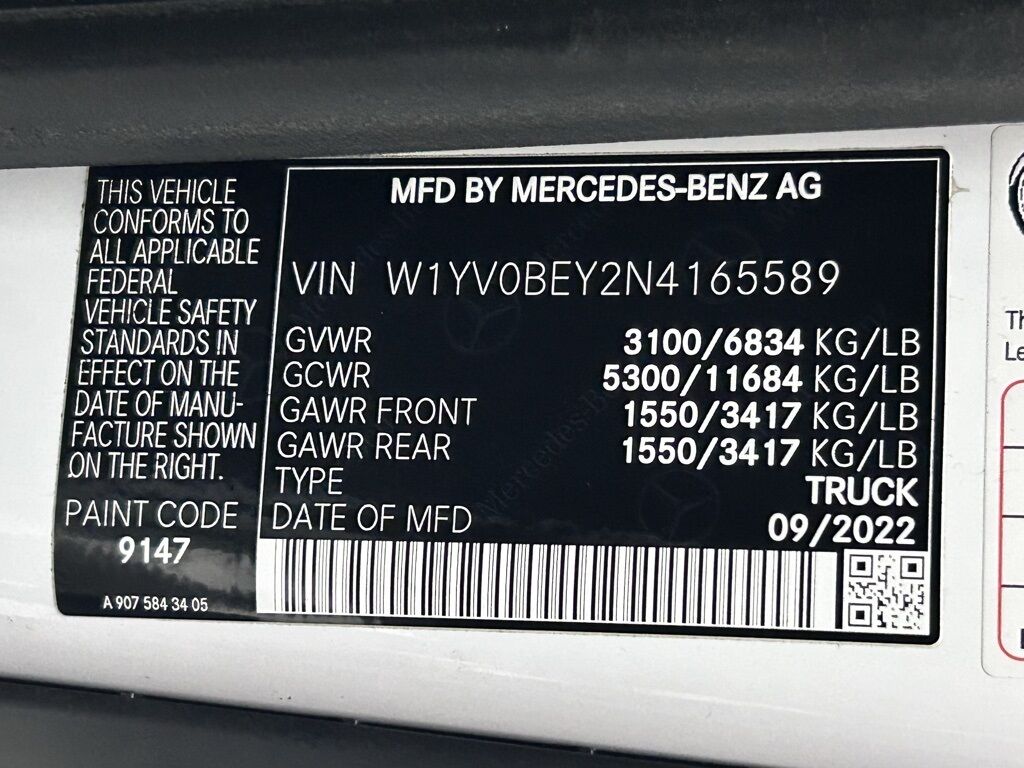 THIS VEHICLE
CONFORMS TO
ALL APPLICABLE
FEDERAL
VEHICLE SAFETY
STANDARDS IN
EFFECT ON THE
DATE OF MANU-
FACTURE SHOWN
ON THE RIGHT.
PAINT CODE
9147
A 907 584 34 05
MFD BY MERCEDES-BENZ AG
VIN W1YV0BEY2N4165589
GVWR 3100/6834 KG/LB
GCWR 5300/11684 KG/LB
GAWR FRONT 1550/3417 KG/LB
GAWR REAR 1550/3417 KG/LB
TYPE TRUCK
DATE OF MFD 09/2022